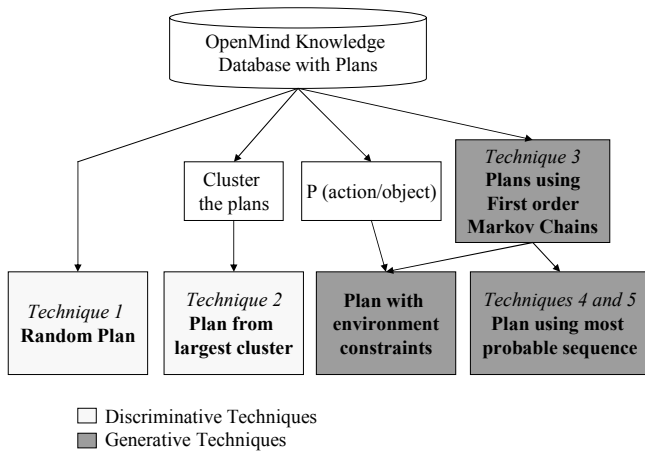 OpenMind Knowledge
Database with Plans
Cluster
the plans
P (action/object)
Technique 3
Plans using
First order
Markov Chains
Technique 1
Random Plan
Technique 2
Plan from
largest cluster
Plan with
environment
constraints
Techniques 4 and 5
Plan using most
probable sequence
Discriminative Techniques
Generative Techniques